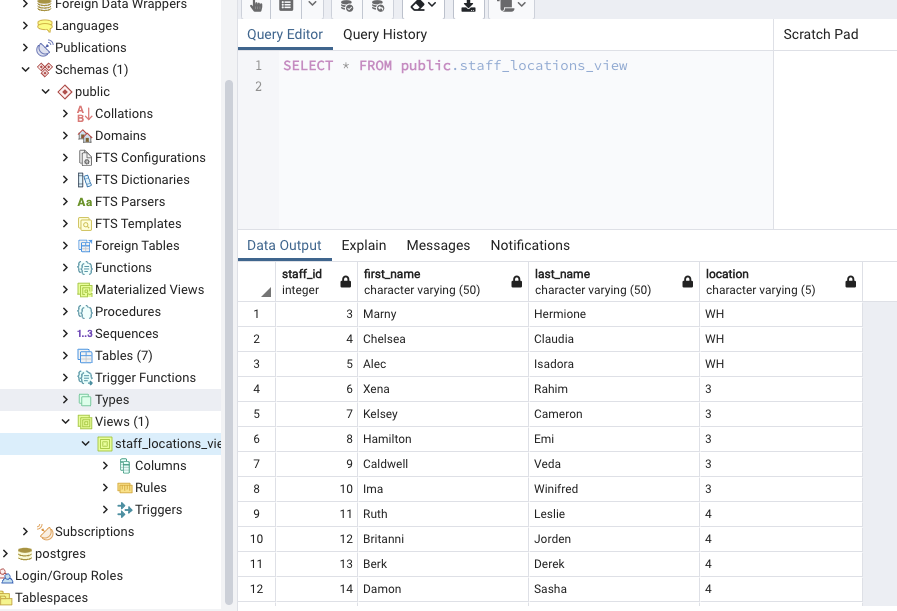 Foreign Data Wrappers
Languages
Publications
Schemas (1)
public
Collations
Domains
FTS Configurations
FTS Dictionaries
Aa FTS Parsers
FTS Templates
Foreign Tables
Functions
Materialized Views
Procedures
1..3 Sequences
Tables (7)
Trigger Functions
Types
Views (1)
staff_locations_vie
Columns
Rules
Triggers
Subscriptions
postgres
Login/Group Roles
Tablespaces
Query Editor Query History Scratch Pad
1 SELECT * FROM public.staff_locations_view
2
Data Output Explain Messages Notifications
staff_id first_name last_name location
integer character varying (50) character varying (50) character varying (5)
1 3 Marny Hermione WH
2 4 Chelsea Claudia WH
3 5 Alec Isadora WH
4 6 Xena Rahim 3
5 7 Kelsey Cameron 3
6 8 Hamilton Emi 3
7 9 Caldwell Veda 3
8 10 Ima Winifred 3
9 11 Ruth Leslie 4
10 12 Britanni Jorden 4
11 13 Berk Derek 4
12 14 Damon Sasha 4